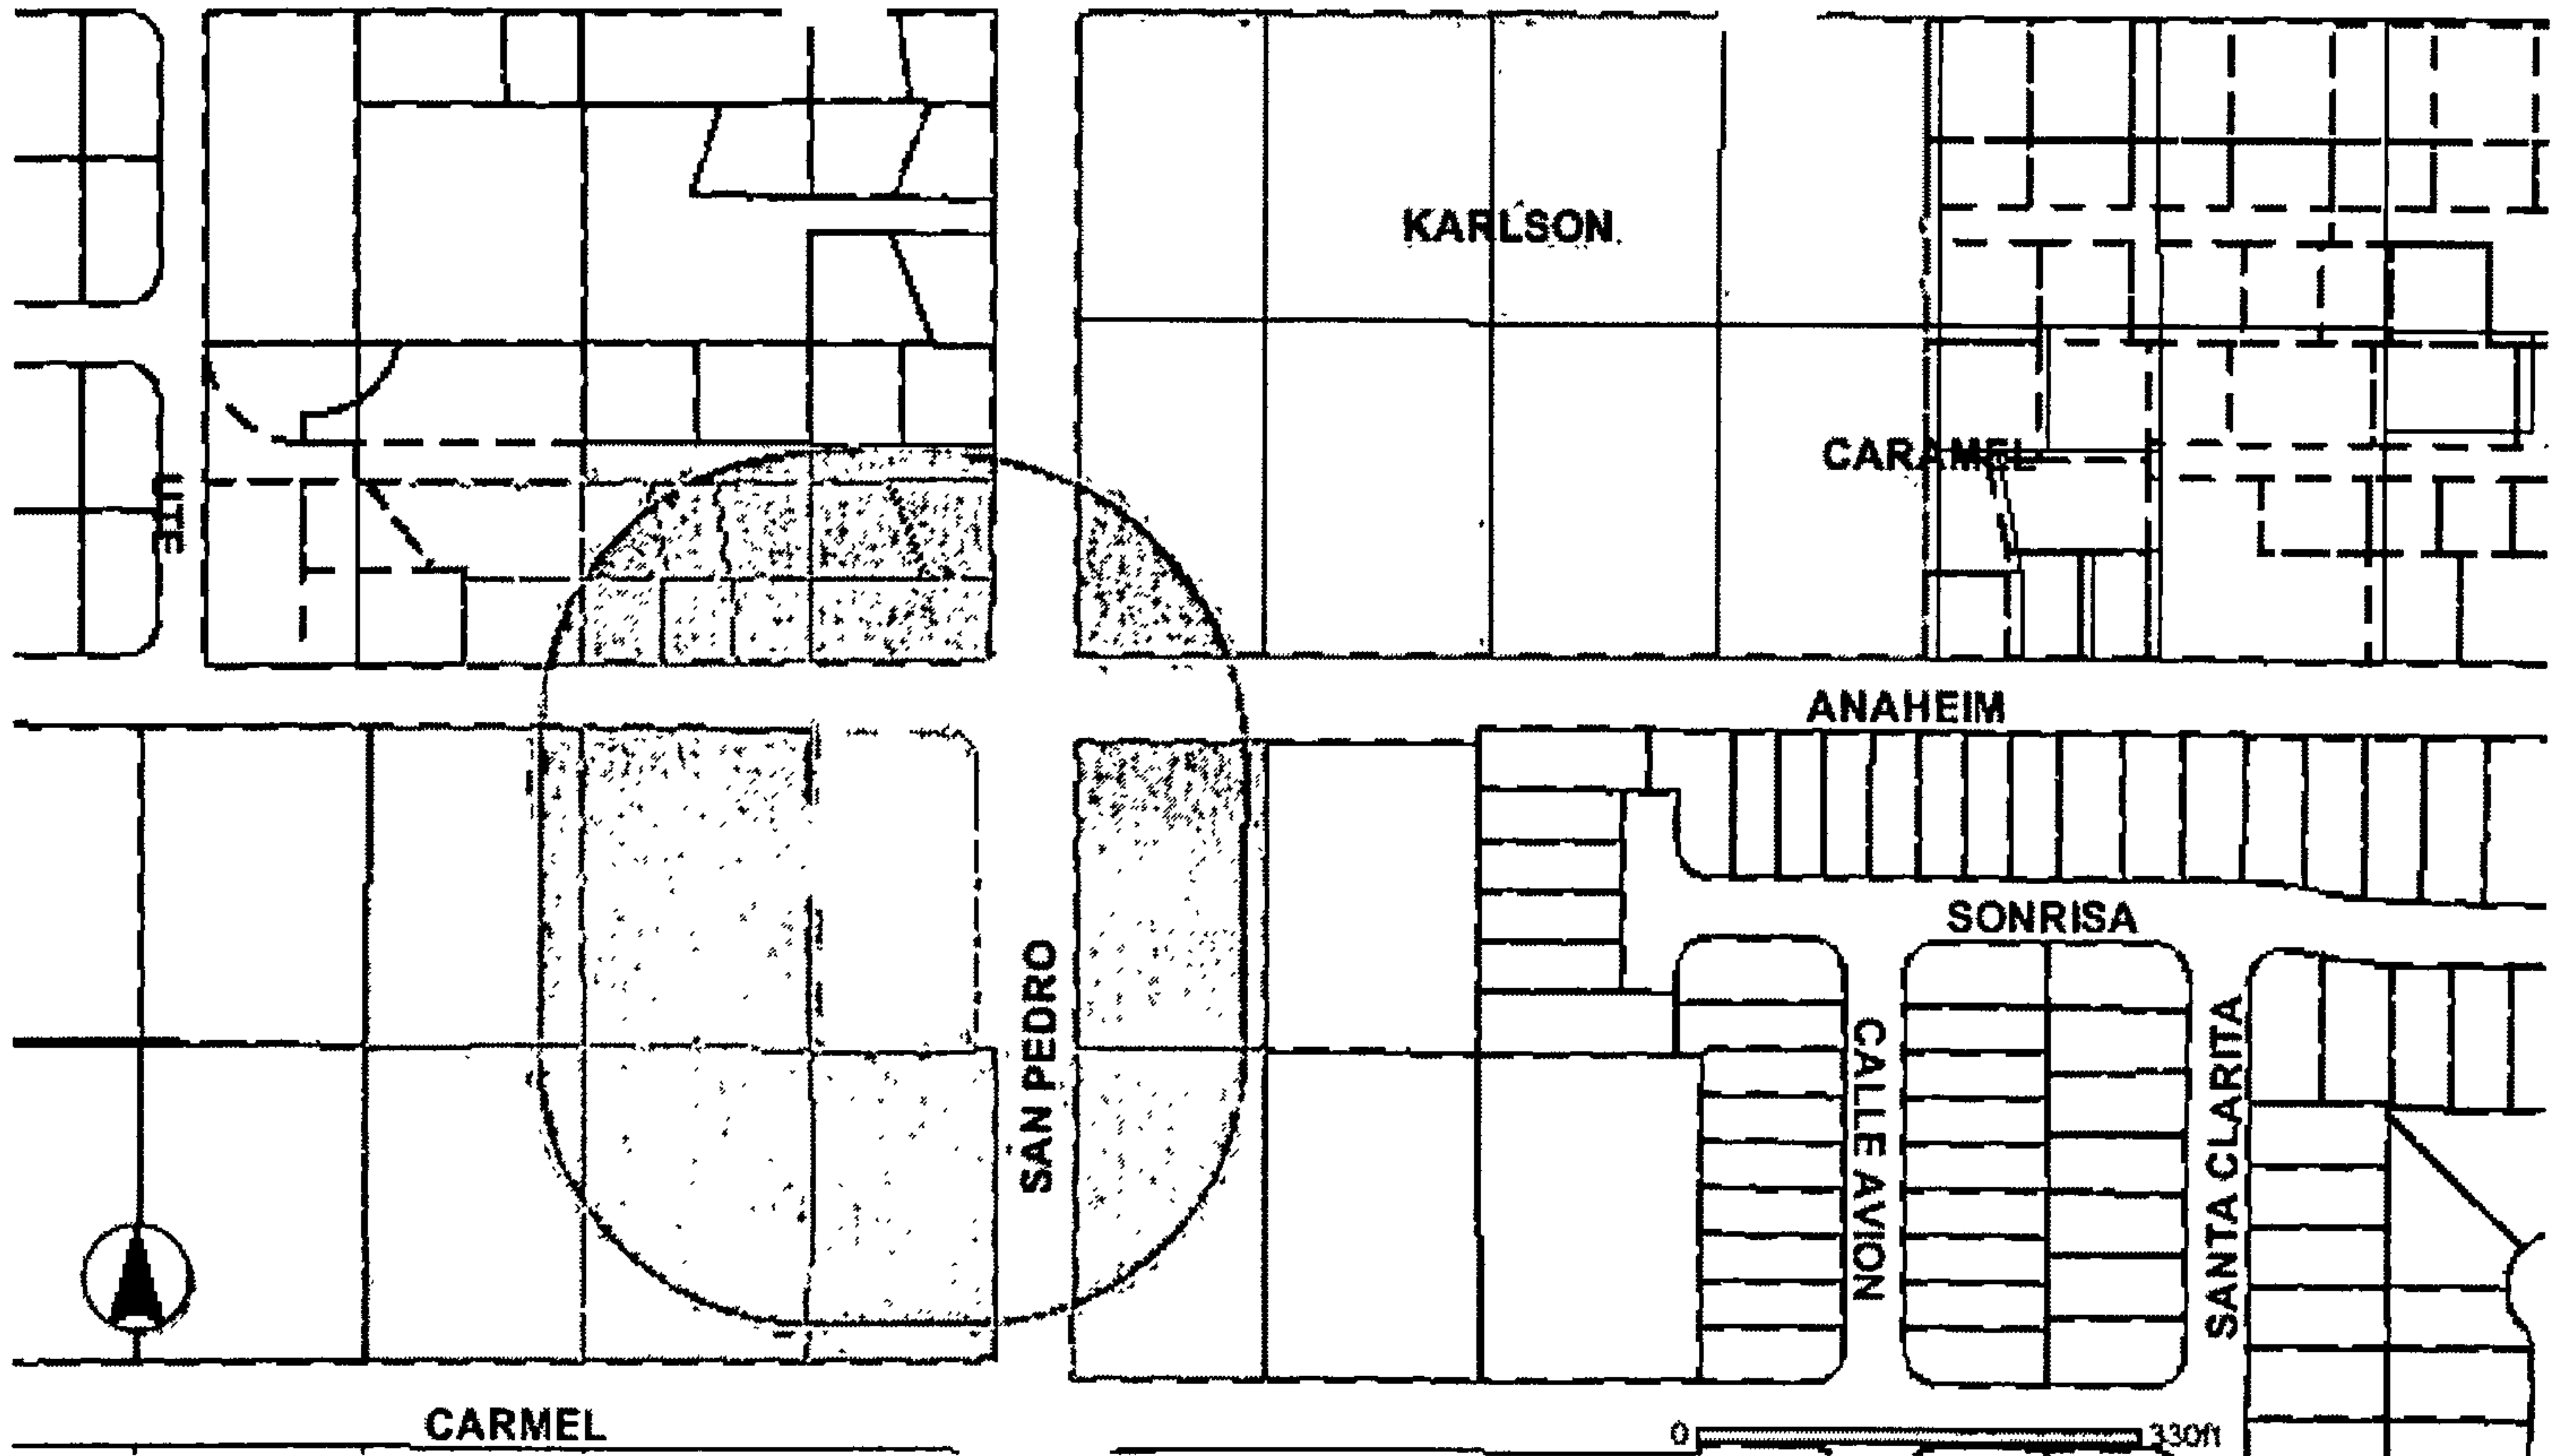 KARLSON
CARAMEL
UTE
ANAHEIM
SONRISA
SAN PEDRO
CALLE AVION
SANTA CLARITA
CARMEL
0 330ft